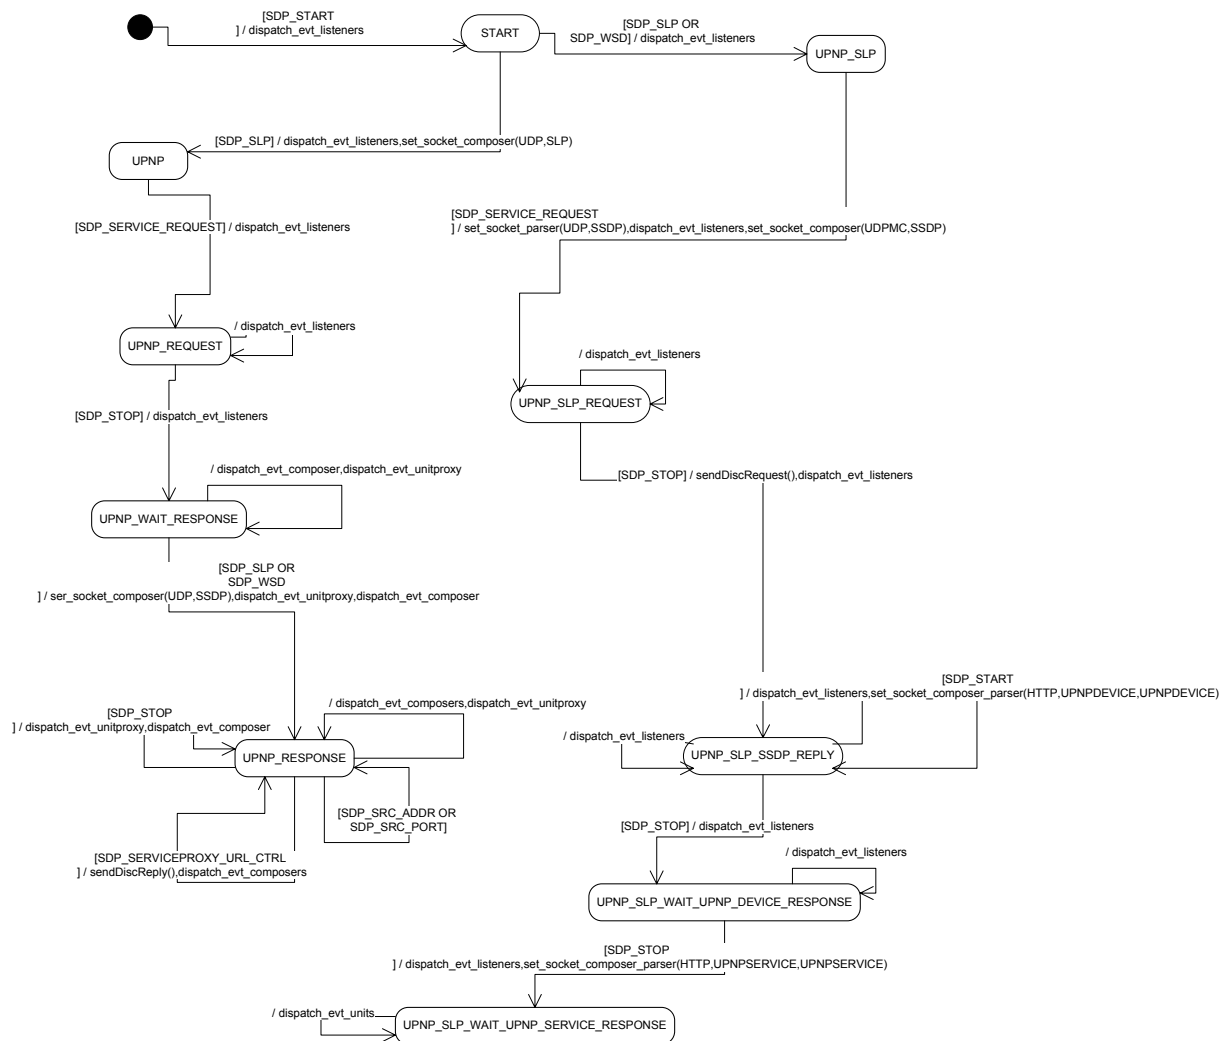 [SDP_START
] / dispatch_evt_listeners
START
[SDP_SLP OR
SDP_WSD] / dispatch_evt_listeners
UPNP_SLP
[SDP_SLP] / dispatch_evt_listeners,set_socket_composer(UDP,SLP)
UPNP
[SDP_SERVICE_REQUEST] / dispatch_evt_listeners
[SDP_SERVICE_REQUEST
] / set_socket_parser(UDP,SSDP),dispatch_evt_listeners,set_socket_composer(UDPMC,SSDP)
/ dispatch_evt_listeners
UPNP_REQUEST
/ dispatch_evt_listeners
UPNP_SLP_REQUEST
[SDP_STOP] / dispatch_evt_listeners
/ dispatch_evt_composer,dispatch_evt_unitproxy
[SDP_STOP] / sendDiscRequest(),dispatch_evt_listeners
UPNP_WAIT_RESPONSE
[SDP_SLP OR
SDP_WSD
] / ser_socket_composer(UDP,SSDP),dispatch_evt_unitproxy,dispatch_evt_composer
[SDP_START
] / dispatch_evt_listeners,set_socket_composer_parser(HTTP,UPNPDEVICE,UPNPDEVICE)
/ dispatch_evt_composers,dispatch_evt_unitproxy
[SDP_STOP
] / dispatch_evt_unitproxy,dispatch_evt_composer
/ dispatch_evt_listeners
UPNP_RESPONSE
UPNP_SLP_SSDP_REPLY
[SDP_SRC_ADDR OR
SDP_SRC_PORT]
[SDP_STOP] / dispatch_evt_listeners
[SDP_SERVICEPROXY_URL_CTRL
] / sendDiscReply(),dispatch_evt_composers
/ dispatch_evt_listeners
UPNP_SLP_WAIT_UPNP_DEVICE_RESPONSE
[SDP_STOP
] / dispatch_evt_listeners,set_socket_composer_parser(HTTP,UPNPSERVICE,UPNPSERVICE)
/ dispatch_evt_units
UPNP_SLP_WAIT_UPNP_SERVICE_RESPONSE